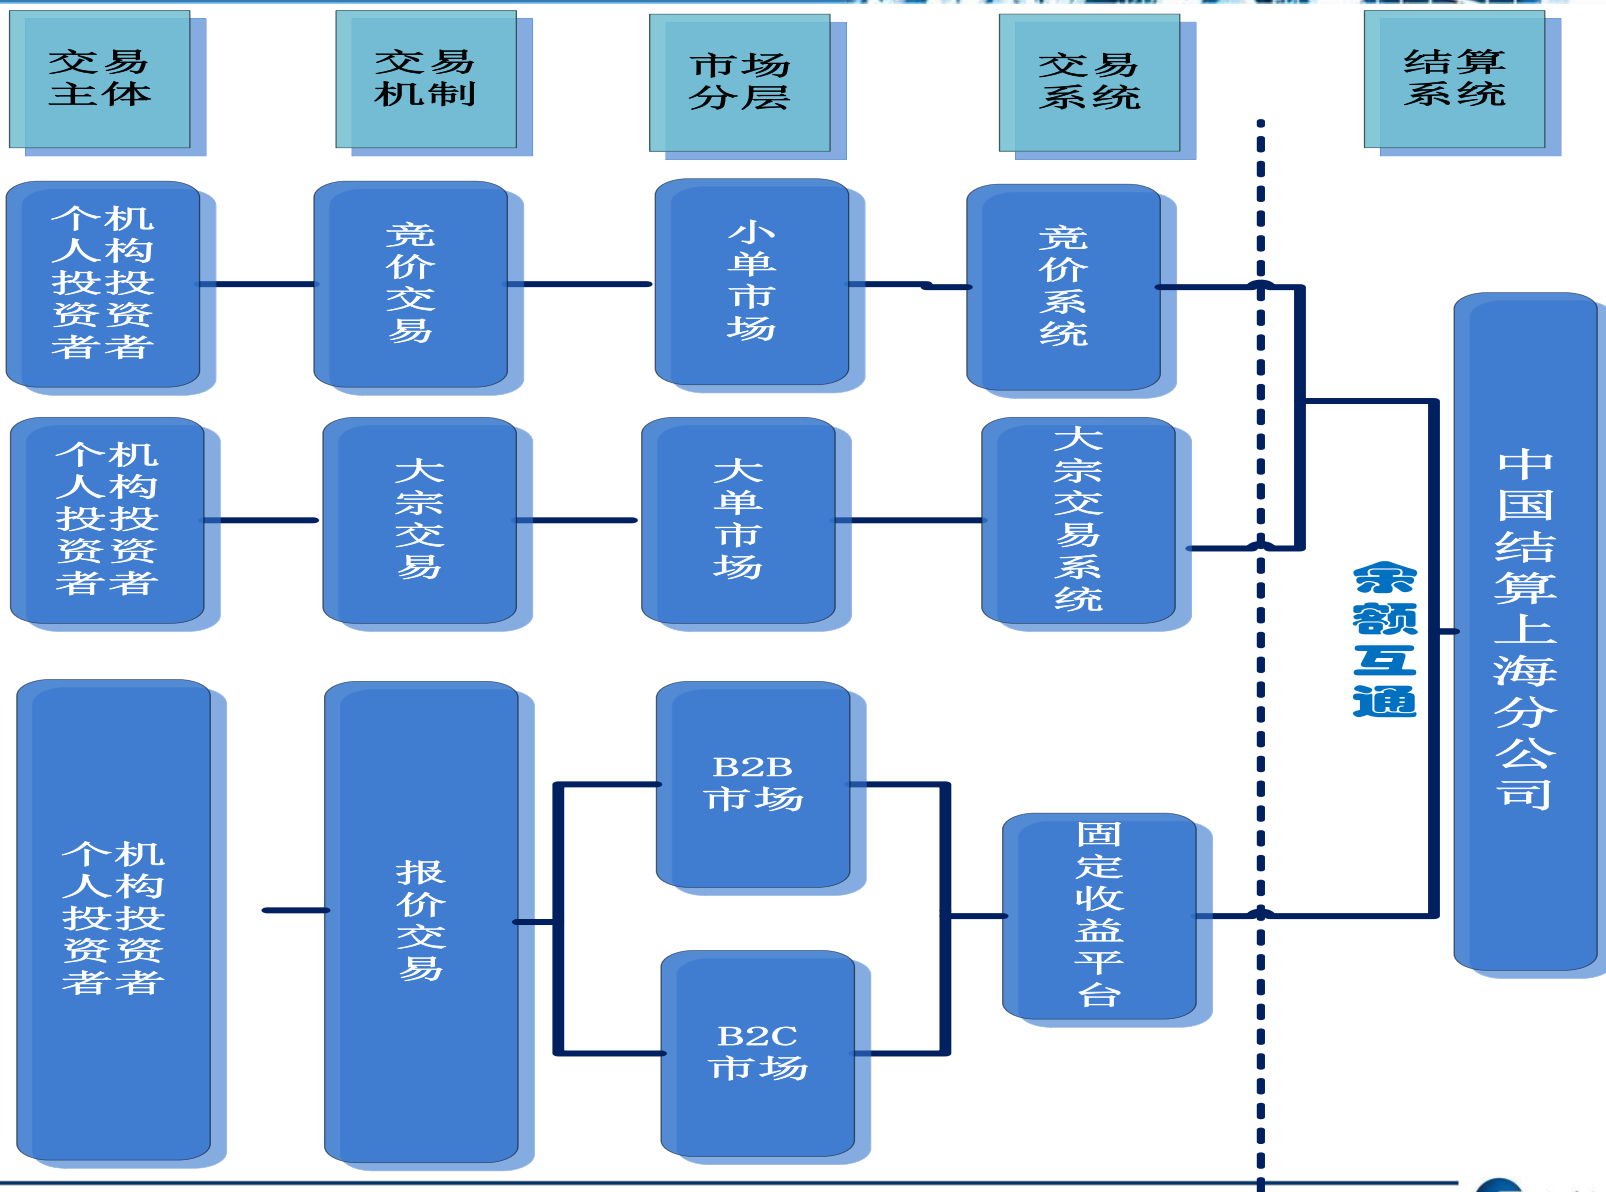 交易
主体
交易
机制
市场
分层
交易
系统
结算
系统
个人投资者
机构投资者
竞价交易
小单市场
竞价系统
个人投资者
机构投资者
大宗交易
大单市场
大宗交易系统
个人投资者
机构投资者
报价交易
B2B
市场
B2C
市场
固定收益平台
余额互通
中国结算上海分公司